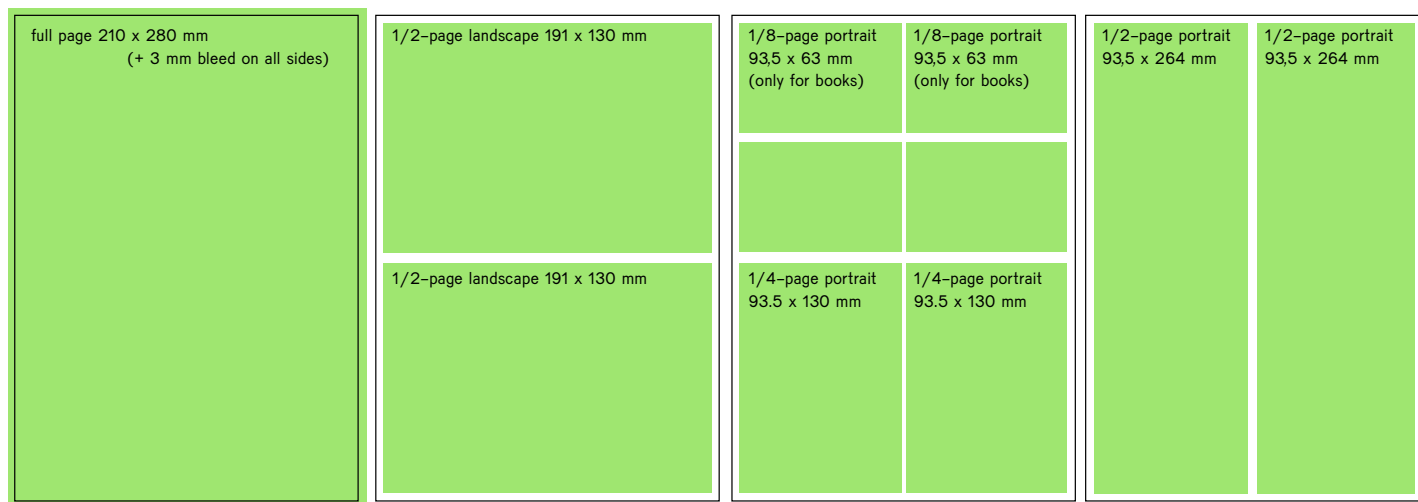 full page 210 x 280 mm
(+ 3 mm bleed on all sides)
1/2-page landscape 191 x 130 mm
1/2-page landscape 191 x 130 mm
1/8-page portrait
93,5 x 63 mm
(only for books)
1/8-page portrait
93,5 x 63 mm
(only for books)
1/4-page portrait
93.5 x 130 mm
1/4-page portrait
93.5 x 130 mm
1/2-page portrait
93,5 x 264 mm
1/2-page portrait
93,5 x 264 mm